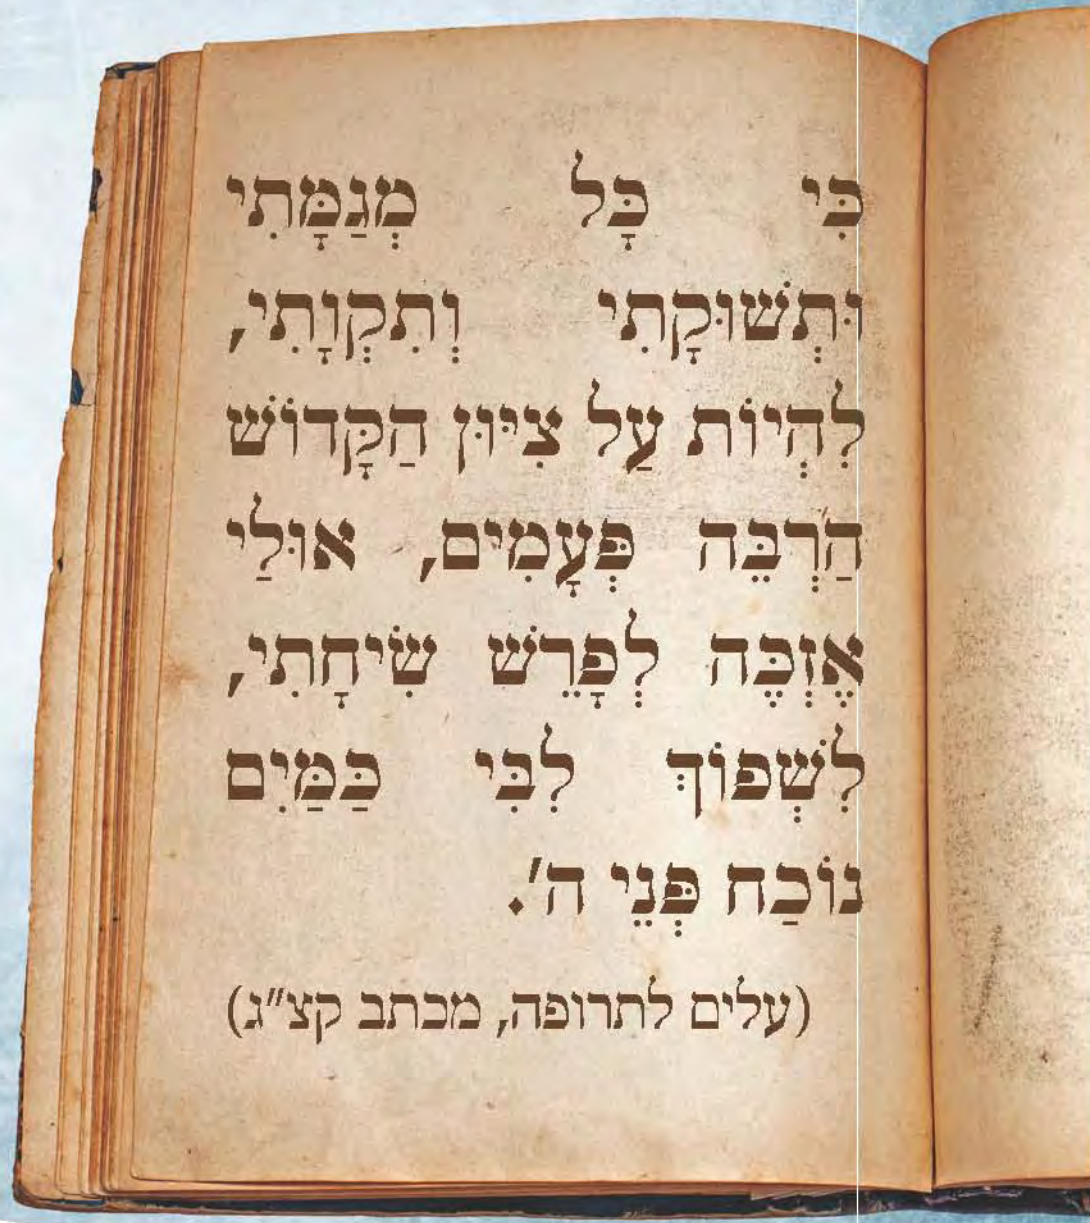 כִּי כָּל מְגַמָּתִי
וּתְשׁוּקָתִי וְתִקְוָתִי,
לִהְיוֹת עַל צִיּוּן הַקָּדוֹשׁ
הַרְבֵּה פְּעָמִים, אוּלַי
אֶזְכֶּה לְפָרֵשׁ שִׂיחָתִי,
לִשְׁפּוֹךְ לִבִּי כַּמַּיִם
נוֹכַח פְּנֵי ה'.
(עלים לתרופה, מכתב קצ"ג)